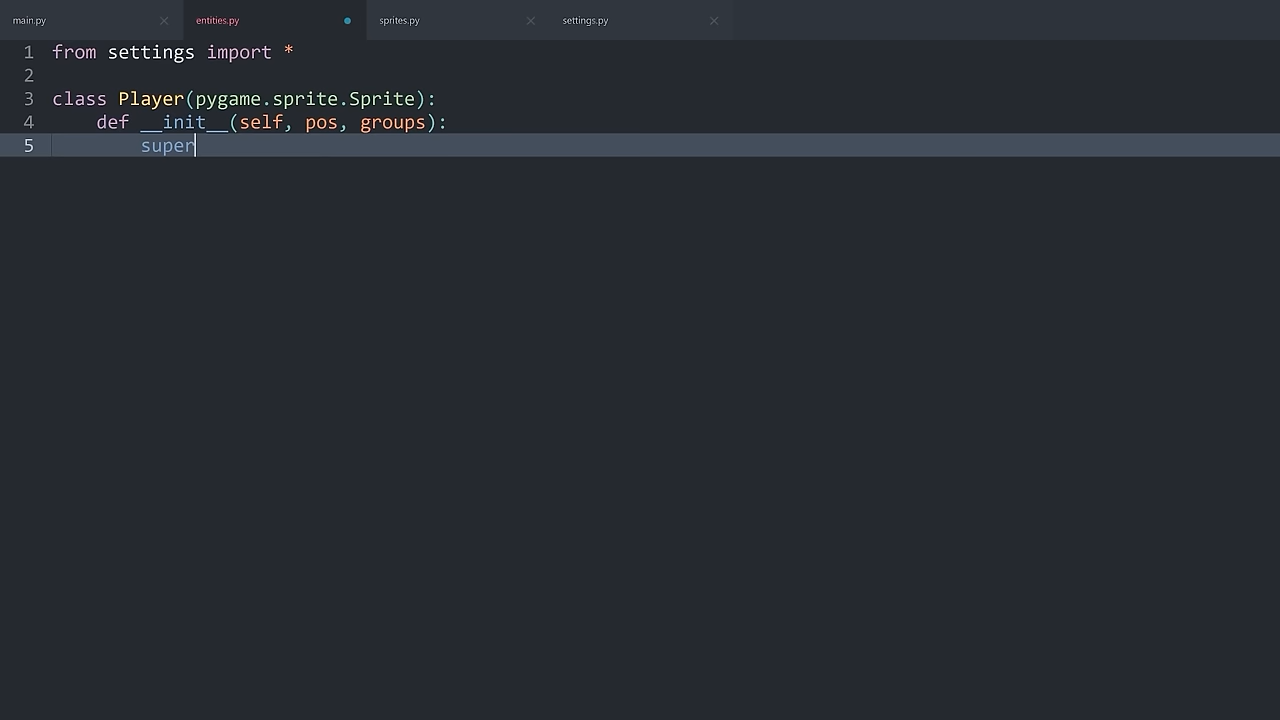 main.py entities.py sprites.py settings.py
1 from settings import *
2
3 class Player(pygame.sprite.Sprite):
4 def __init__(self, pos, groups):
5 super